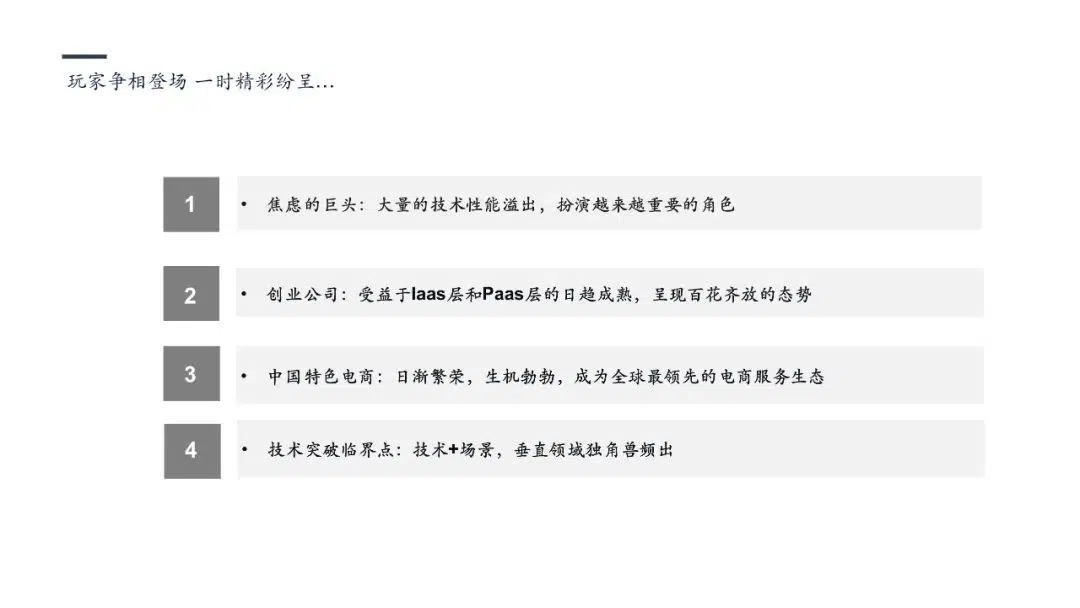 玩家争相登场 一时精彩纷呈...
1
• 焦虑的巨头：大量的技术性能溢出，扮演越来越重要的角色
2
• 创业公司：受益于Iaas层和Paas层的日趋成熟，呈现百花齐放的态势
3
• 中国特色电商：日渐繁荣，生机勃勃，成为全球最领先的电商服务生态
4
• 技术突破临界点：技术+场景，垂直领域独角兽频出